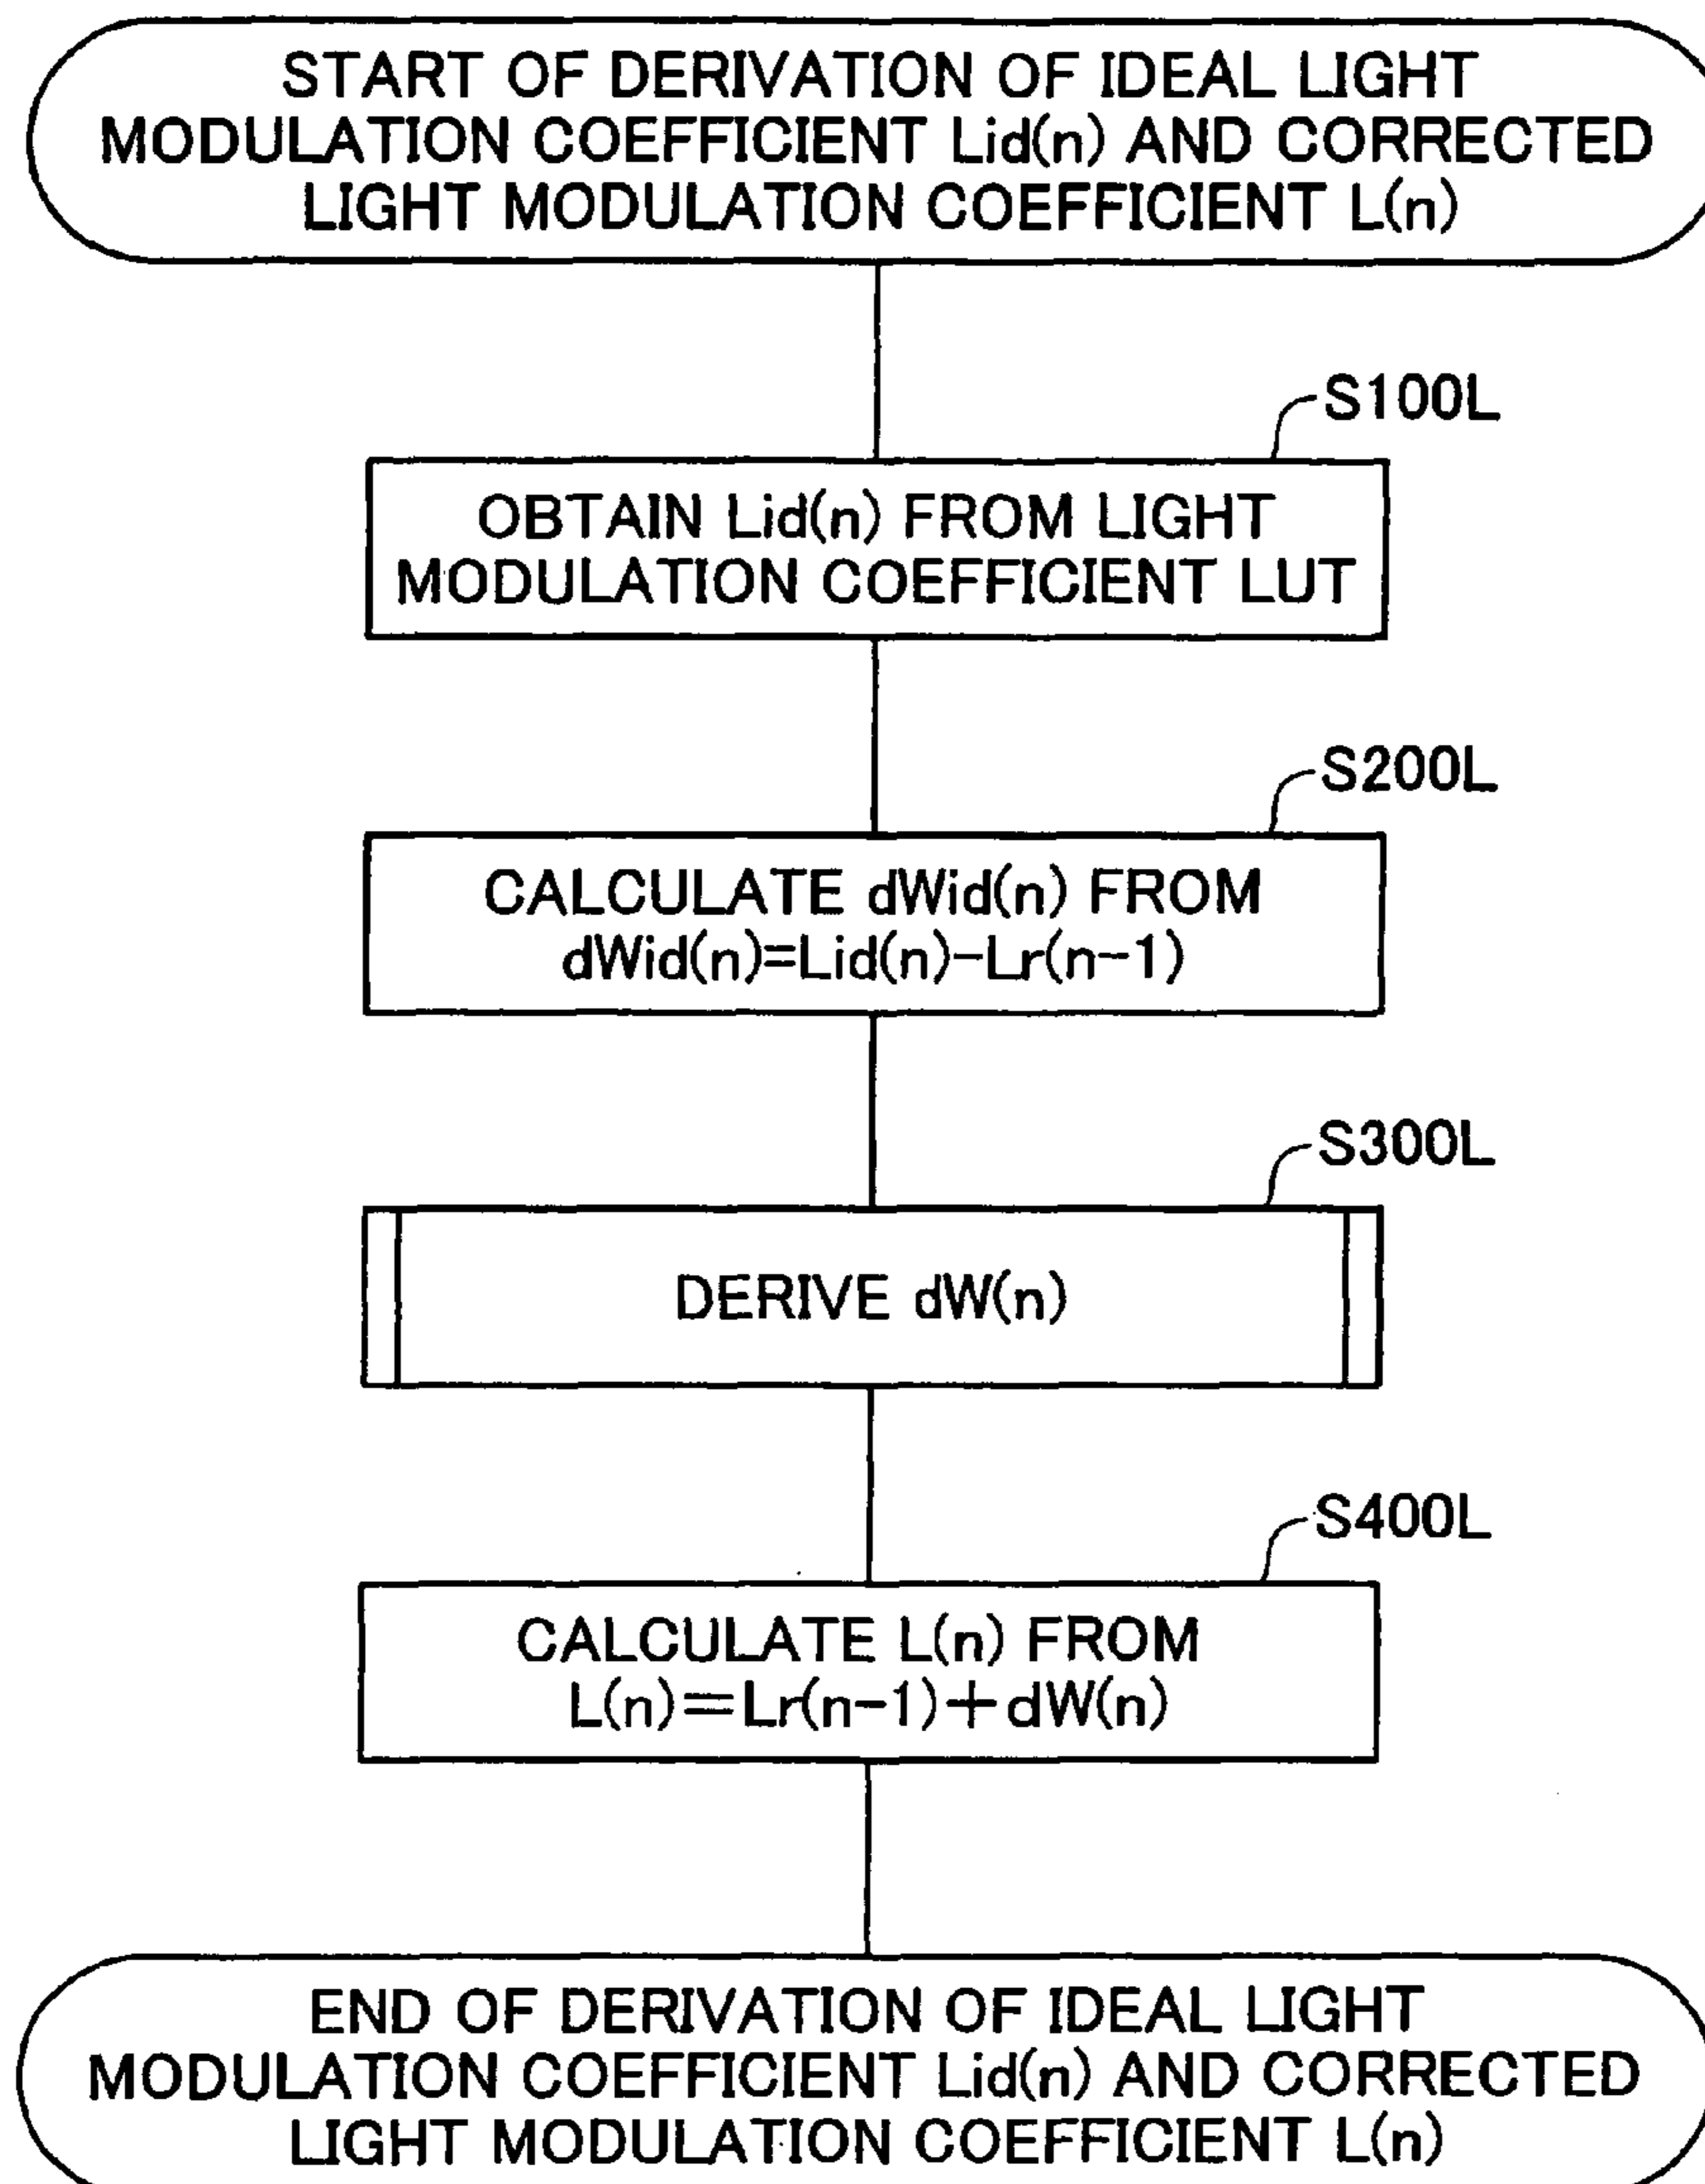 START OF DERIVATION OF IDEAL LIGHT
MODULATION COEFFICIENT Lid(n) AND CORRECTED
LIGHT MODULATION COEFFICIENT L(n)
S100L
OBTAIN Lid(n) FROM LIGHT
MODULATION COEFFICIENT LUT
S200L
CALCULATE dWid(n) FROM
dWid(n)=Lid(n)-Lr(n-1)
S300L
DERIVE dW(n)
S400L
CALCULATE L(n) FROM
L(n)=Lr(n-1)+dW(n)
END OF DERIVATION OF IDEAL LIGHT
MODULATION COEFFICIENT Lid(n) AND CORRECTED
LIGHT MODULATION COEFFICIENT L(n)